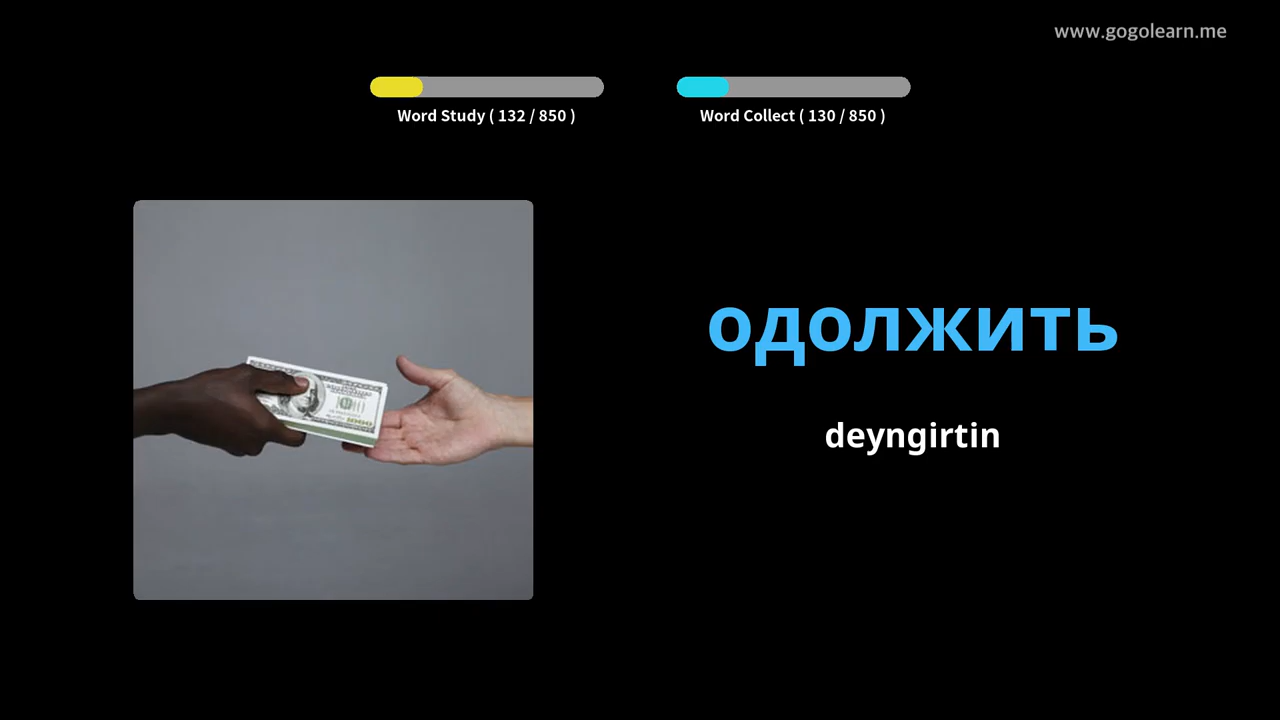 www.gogolearn.me
Word Study ( 132 / 850 )
Word Collect ( 130 / 850 )
одолжить
deyngirtin